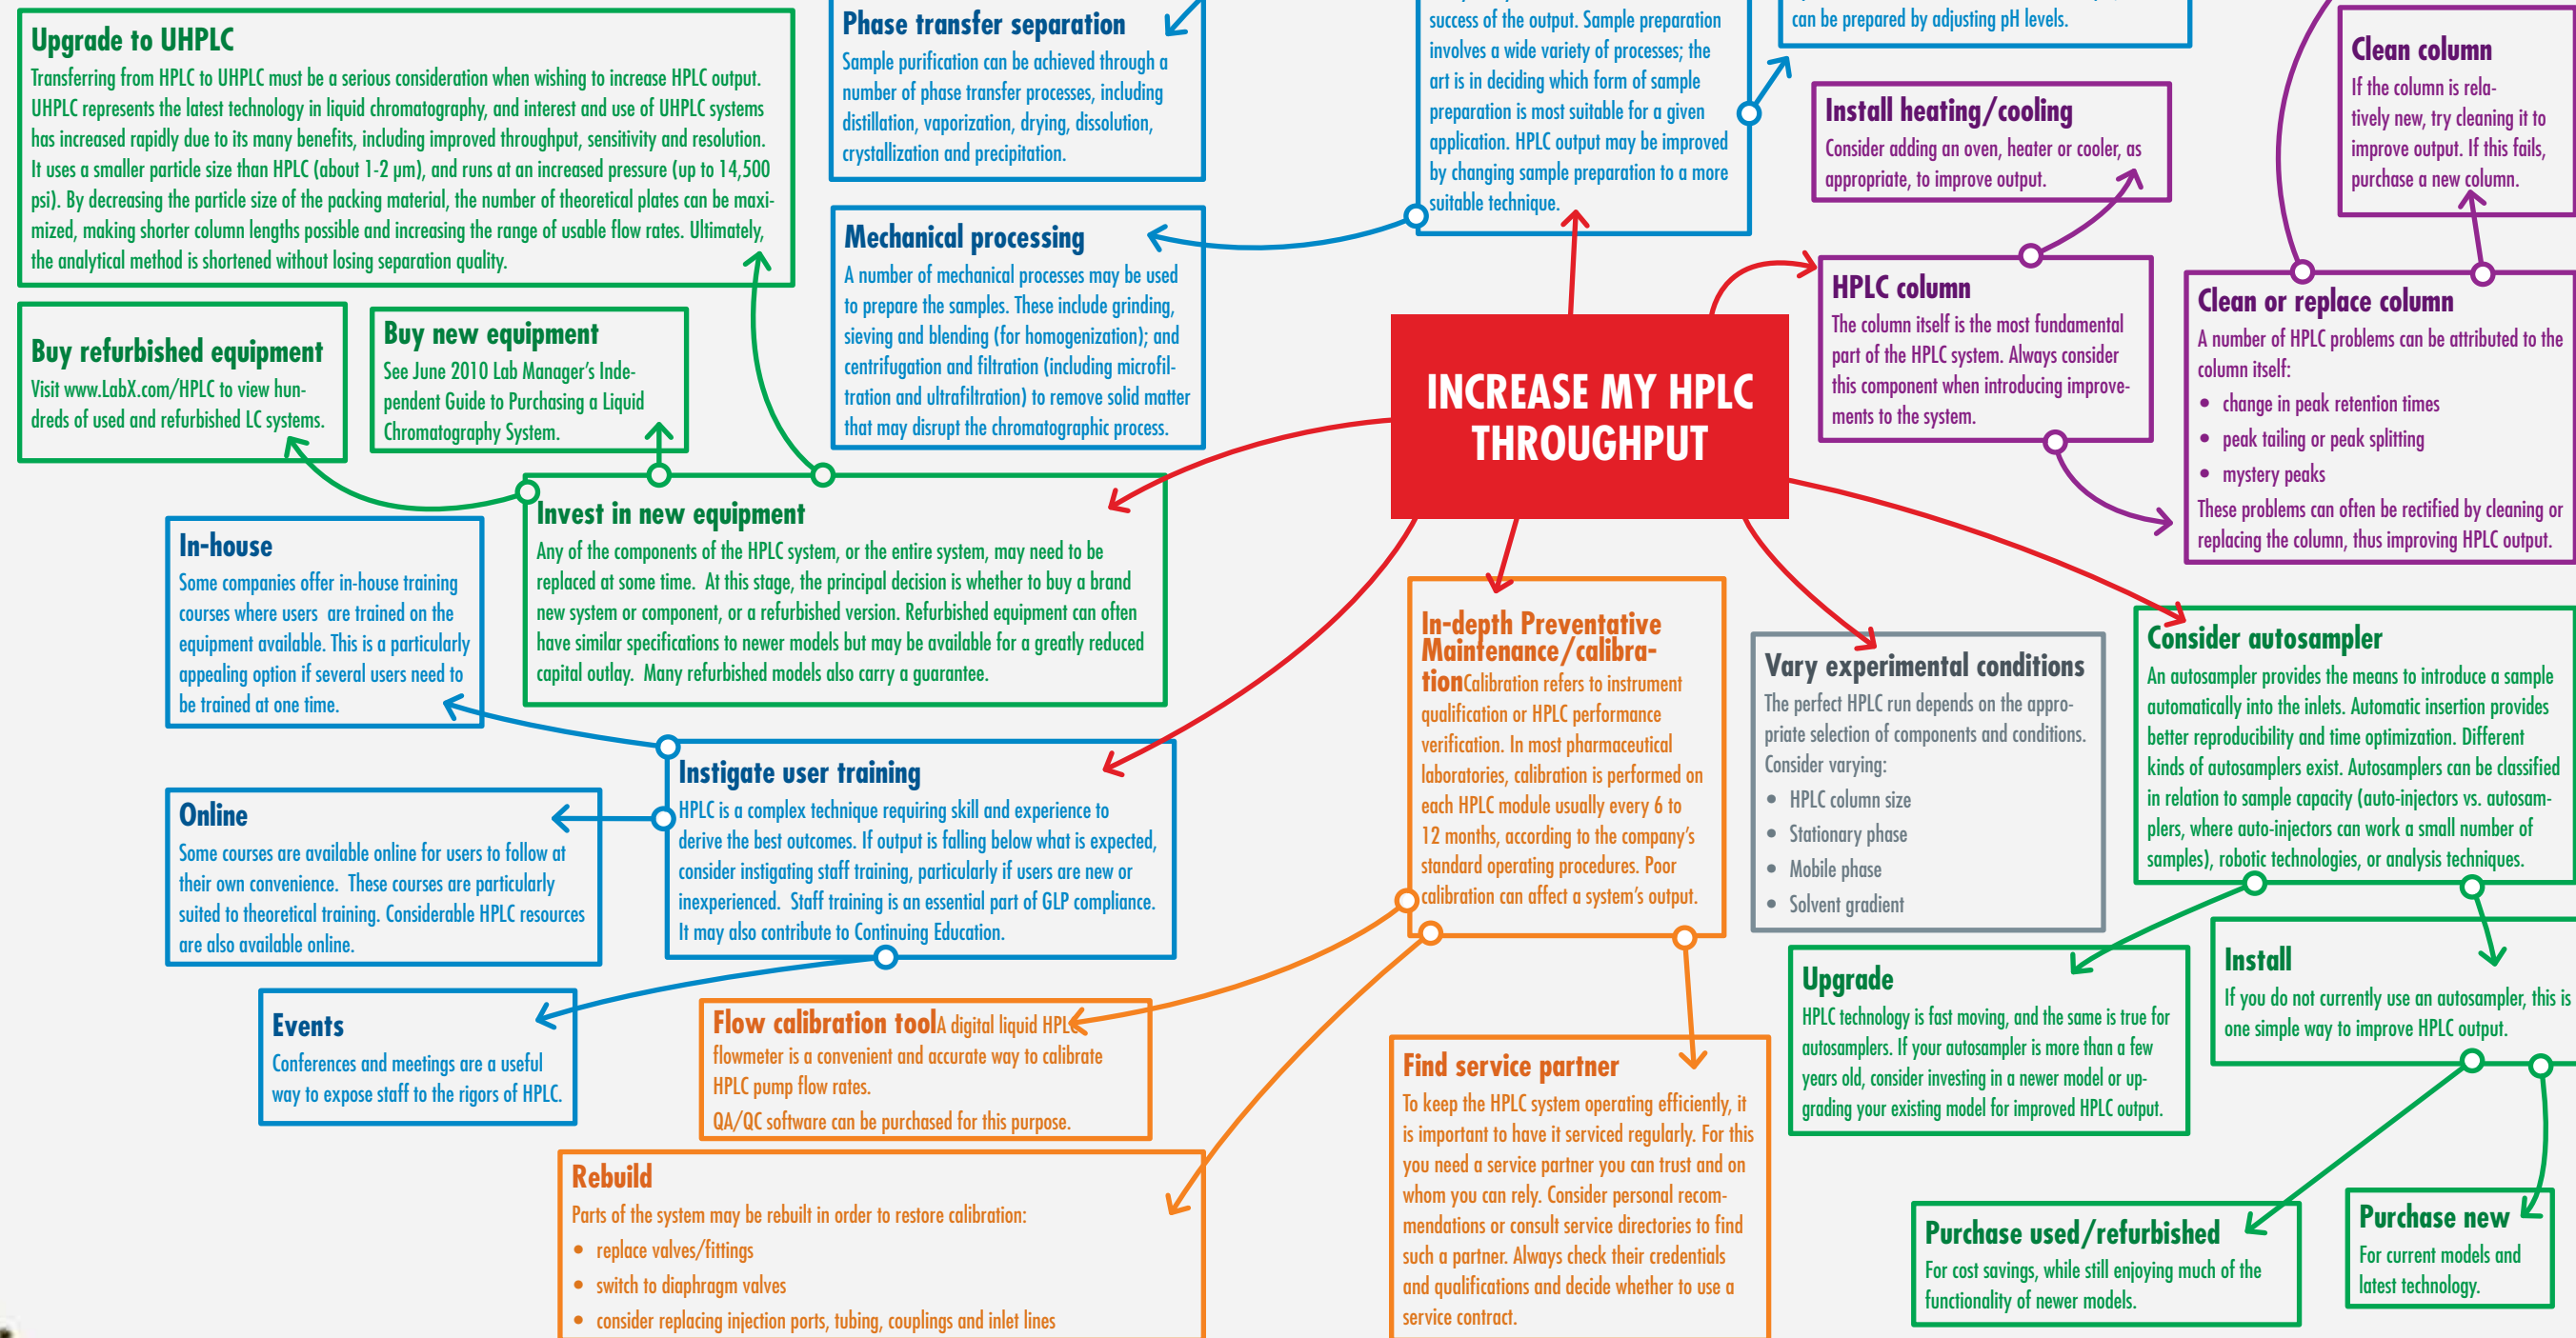 Upgrade to UHPLC
Transferring from HPLC to UHPLC must be a serious consideration when wishing to increase HPLC output.
UHPLC represents the latest technology in liquid chromatography, and interest and use of UHPLC systems
has increased rapidly due to its many benefits, including improved throughput, sensitivity and resolution.
It uses a smaller particle size than HPLC (about 1-2 µm), and runs at an increased pressure (up to 14,500
psi). By decreasing the particle size of the packing material, the number of theoretical plates can be maxi-
mized, making shorter column lengths possible and increasing the range of usable flow rates. Ultimately,
the analytical method is shortened without losing separation quality.
Phase transfer separation
Sample purification can be achieved through a
number of phase transfer processes, including
distillation, vaporization, drying, dissolution,
crystallization and precipitation.
success of the output. Sample preparation
involves a wide variety of processes; the
art is in deciding which form of sample
preparation is most suitable for a given
application. HPLC output may be improved
by changing sample preparation to a more
suitable technique.
can be prepared by adjusting pH levels.
Clean column
If the column is rela-
tively new, try cleaning it to
improve output. If this fails,
purchase a new column.
Install heating/cooling
Consider adding an oven, heater or cooler, as
appropriate, to improve output.
Mechanical processing
A number of mechanical processes may be used
to prepare the samples. These include grinding,
sieving and blending (for homogenization); and
centrifugation and filtration (including microfil-
tration and ultrafiltration) to remove solid matter
that may disrupt the chromatographic process.
HPLC column
The column itself is the most fundamental
part of the HPLC system. Always consider
this component when introducing improve-
ments to the system.
Clean or replace column
A number of HPLC problems can be attributed to the
column itself:
• change in peak retention times
• peak tailing or peak splitting
• mystery peaks
These problems can often be rectified by cleaning or
replacing the column, thus improving HPLC output.
Buy refurbished equipment
Visit www.LabX.com/HPLC to view hun-
dreds of used and refurbished LC systems.
Buy new equipment
See June 2010 Lab Manager's Inde-
pendent Guide to Purchasing a Liquid
Chromatography System.
INCREASE MY HPLC
THROUGHPUT
Invest in new equipment
Any of the components of the HPLC system, or the entire system, may need to be
replaced at some time. At this stage, the principal decision is whether to buy a brand
new system or component, or a refurbished version. Refurbished equipment can often
have similar specifications to newer models but may be available for a greatly reduced
capital outlay. Many refurbished models also carry a guarantee.
In-house
Some companies offer in-house training
courses where users are trained on the
equipment available. This is a particularly
appealing option if several users need to
be trained at one time.
In-depth Preventative
Maintenance/calibra-
tionCalibration refers to instrument
qualification or HPLC performance
verification. In most pharmaceutical
laboratories, calibration is performed on
each HPLC module usually every 6 to
12 months, according to the company's
standard operating procedures. Poor
calibration can affect a system's output.
Vary experimental conditions
The perfect HPLC run depends on the appro-
priate selection of components and conditions.
Consider varying:
• HPLC column size
• Stationary phase
• Mobile phase
• Solvent gradient
Consider autosampler
An autosampler provides the means to introduce a sample
automatically into the inlets. Automatic insertion provides
better reproducibility and time optimization. Different
kinds of autosamplers exist. Autosamplers can be classified
in relation to sample capacity (auto-injectors vs. autosam-
plers, where auto-injectors can work a small number of
samples), robotic technologies, or analysis techniques.
Instigate user training
HPLC is a complex technique requiring skill and experience to
derive the best outcomes. If output is falling below what is expected,
consider instigating staff training, particularly if users are new or
inexperienced. Staff training is an essential part of GLP compliance.
It may also contribute to Continuing Education.
Online
Some courses are available online for users to follow at
their own convenience. These courses are particularly
suited to theoretical training. Considerable HPLC resources
are also available online.
Events
Conferences and meetings are a useful
way to expose staff to the rigors of HPLC.
Flow calibration toolA digital liquid HPLC
flowmeter is a convenient and accurate way to calibrate
HPLC pump flow rates.
QA/QC software can be purchased for this purpose.
Upgrade
HPLC technology is fast moving, and the same is true for
autosamplers. If your autosampler is more than a few
years old, consider investing in a newer model or up-
grading your existing model for improved HPLC output.
Install
If you do not currently use an autosampler, this is
one simple way to improve HPLC output.
Find service partner
To keep the HPLC system operating efficiently, it
is important to have it serviced regularly. For this
you need a service partner you can trust and on
whom you can rely. Consider personal recom-
mendations or consult service directories to find
such a partner. Always check their credentials
and qualifications and decide whether to use a
service contract.
Rebuild
Parts of the system may be rebuilt in order to restore calibration:
• replace valves/fittings
• switch to diaphragm valves
• consider replacing injection ports, tubing, couplings and inlet lines
Purchase used/refurbished
For cost savings, while still enjoying much of the
functionality of newer models.
Purchase new
For current models and
latest technology.